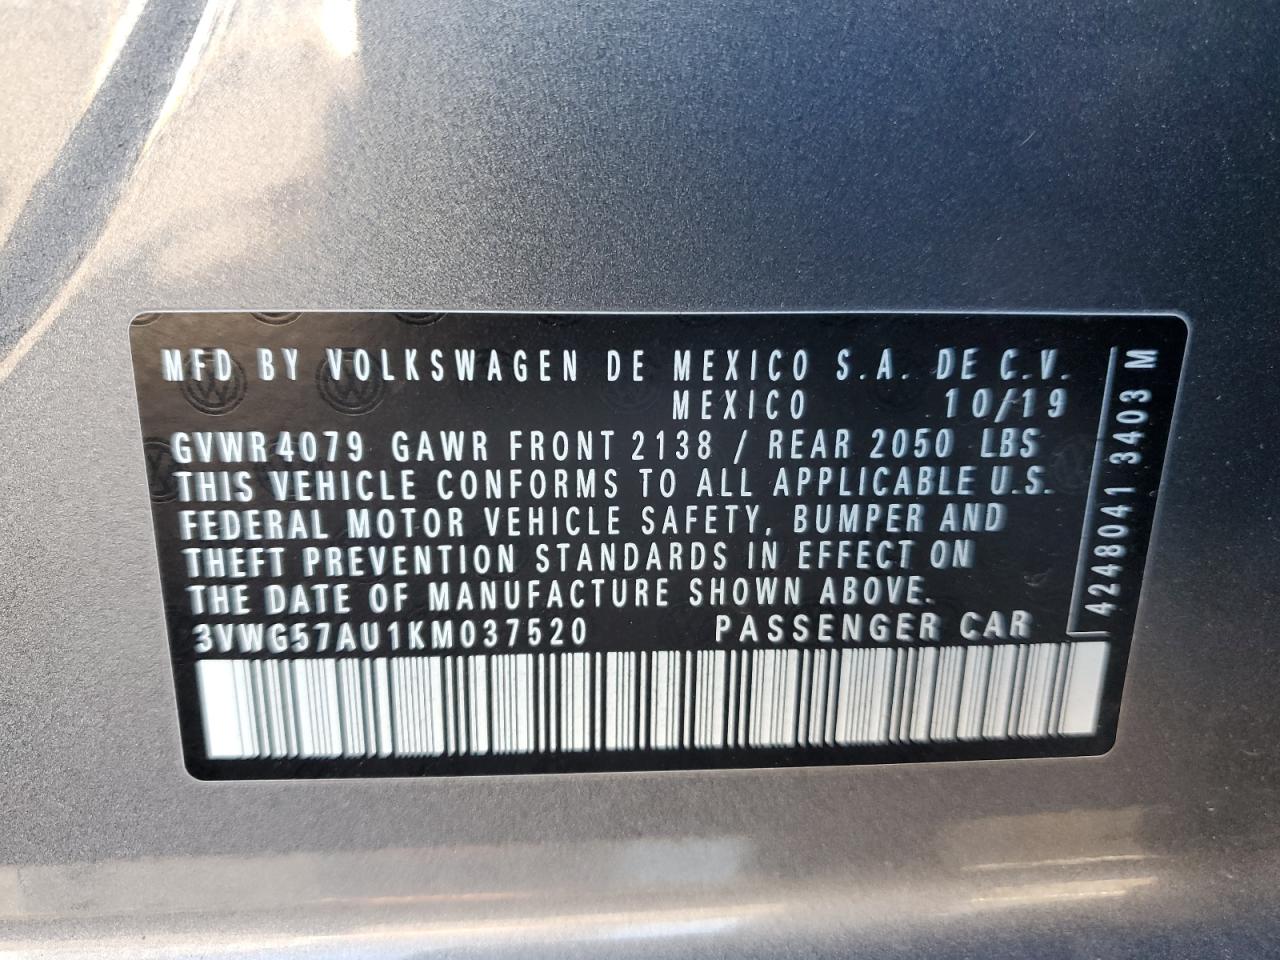 MFD BY VOLKSWAGEN DE MEXICO S.A. DE C.V.
MEXICO 10/19
GVWR4079 GAWR FRONT 2138 / REAR 2050 LBS
THIS VEHICLE CONFORMS TO ALL APPLICABLE U.S.
FEDERAL MOTOR VEHICLE SAFETY, BUMPER AND
THEFT PREVENTION STANDARDS IN EFFECT ON
THE DATE OF MANUFACTURE SHOWN ABOVE.
3VWG57AU1KM037520 PASSENGER CAR
4248041 3403 M